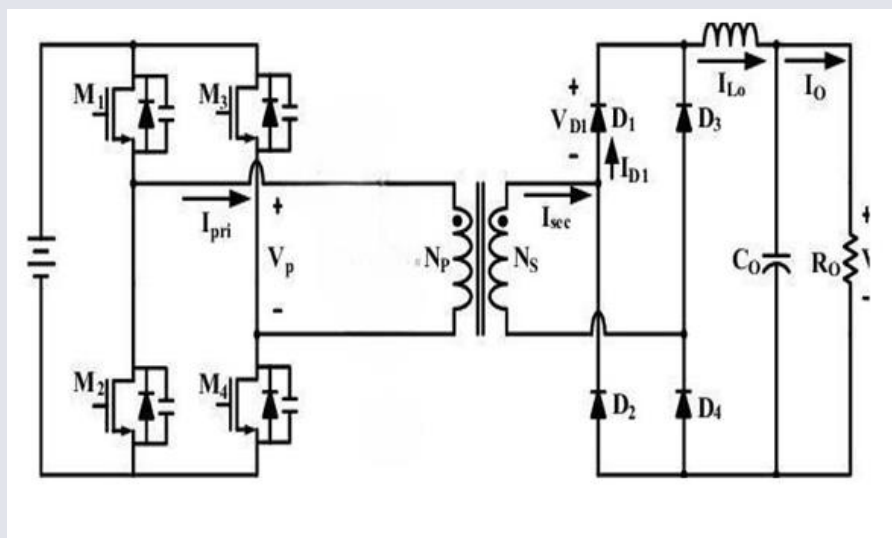 M1
M3
+
VD1
-
D1
D3
ILo
IO
ID1
Ipri
+
Vp
-
NP
NS
Isec
CO
RO
+
-
M2
M4
D2
D4